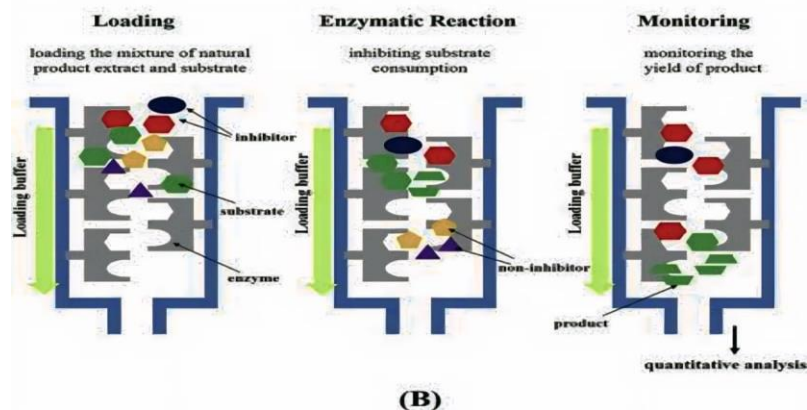 Loading
loading the mixture of natural
product extract and substrate
Loading buffer
inhibitor
substrate
enzyme
Enzymatic Reaction
inhibiting substrate
consumption
Loading buffer
non-inhibitor
Monitoring
monitoring the
yield of product
Loading buffer
product
quantitative analysis
(B)